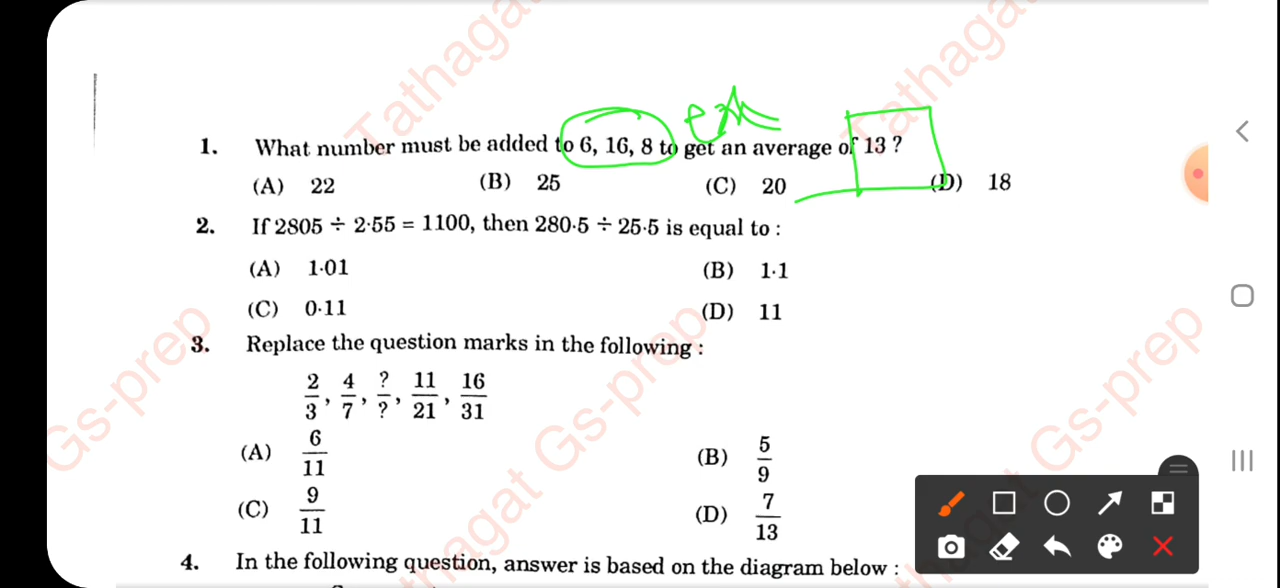 1. What number must be added to 6, 16, 8 to get an average of 13 ?
(A) 22 (B) 25 (C) 20 (D) 18
2. If 2805 ÷ 2·55 = 1100, then 280·5 ÷ 25·5 is equal to :
(A) 1·01 (B) 1·1
(C) 0·11 (D) 11
3. Replace the question marks in the following :
2/3, 4/7, ?/?, 11/21, 16/31
(A) 6/11 (B) 5/9
(C) 9/11 (D) 7/13
4. In the following question, answer is based on the diagram below :
Tathaga
Tathaga
Gs-prep
Tathagat Gs-prep
Tathagat Gs-prep